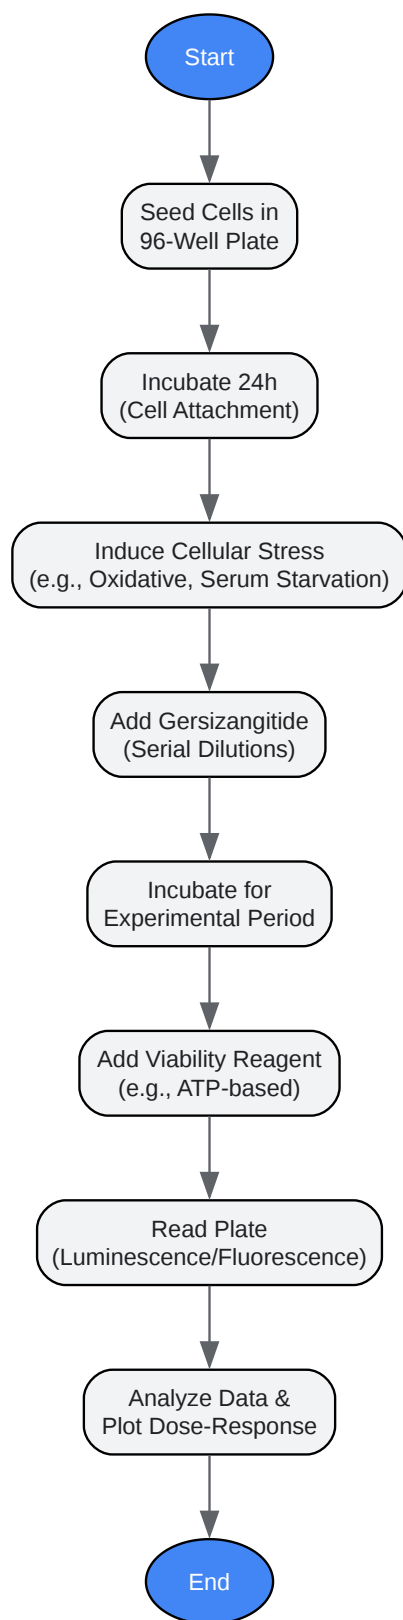 Start
Seed Cells in
96-Well Plate
Incubate 24h
(Cell Attachment)
Induce Cellular Stress
(e.g., Oxidative, Serum Starvation)
Add Gersizangitide
(Serial Dilutions)
Incubate for
Experimental Period
Add Viability Reagent
(e.g., ATP-based)
Read Plate
(Luminescence/Fluorescence)
Analyze Data &
Plot Dose-Response
End